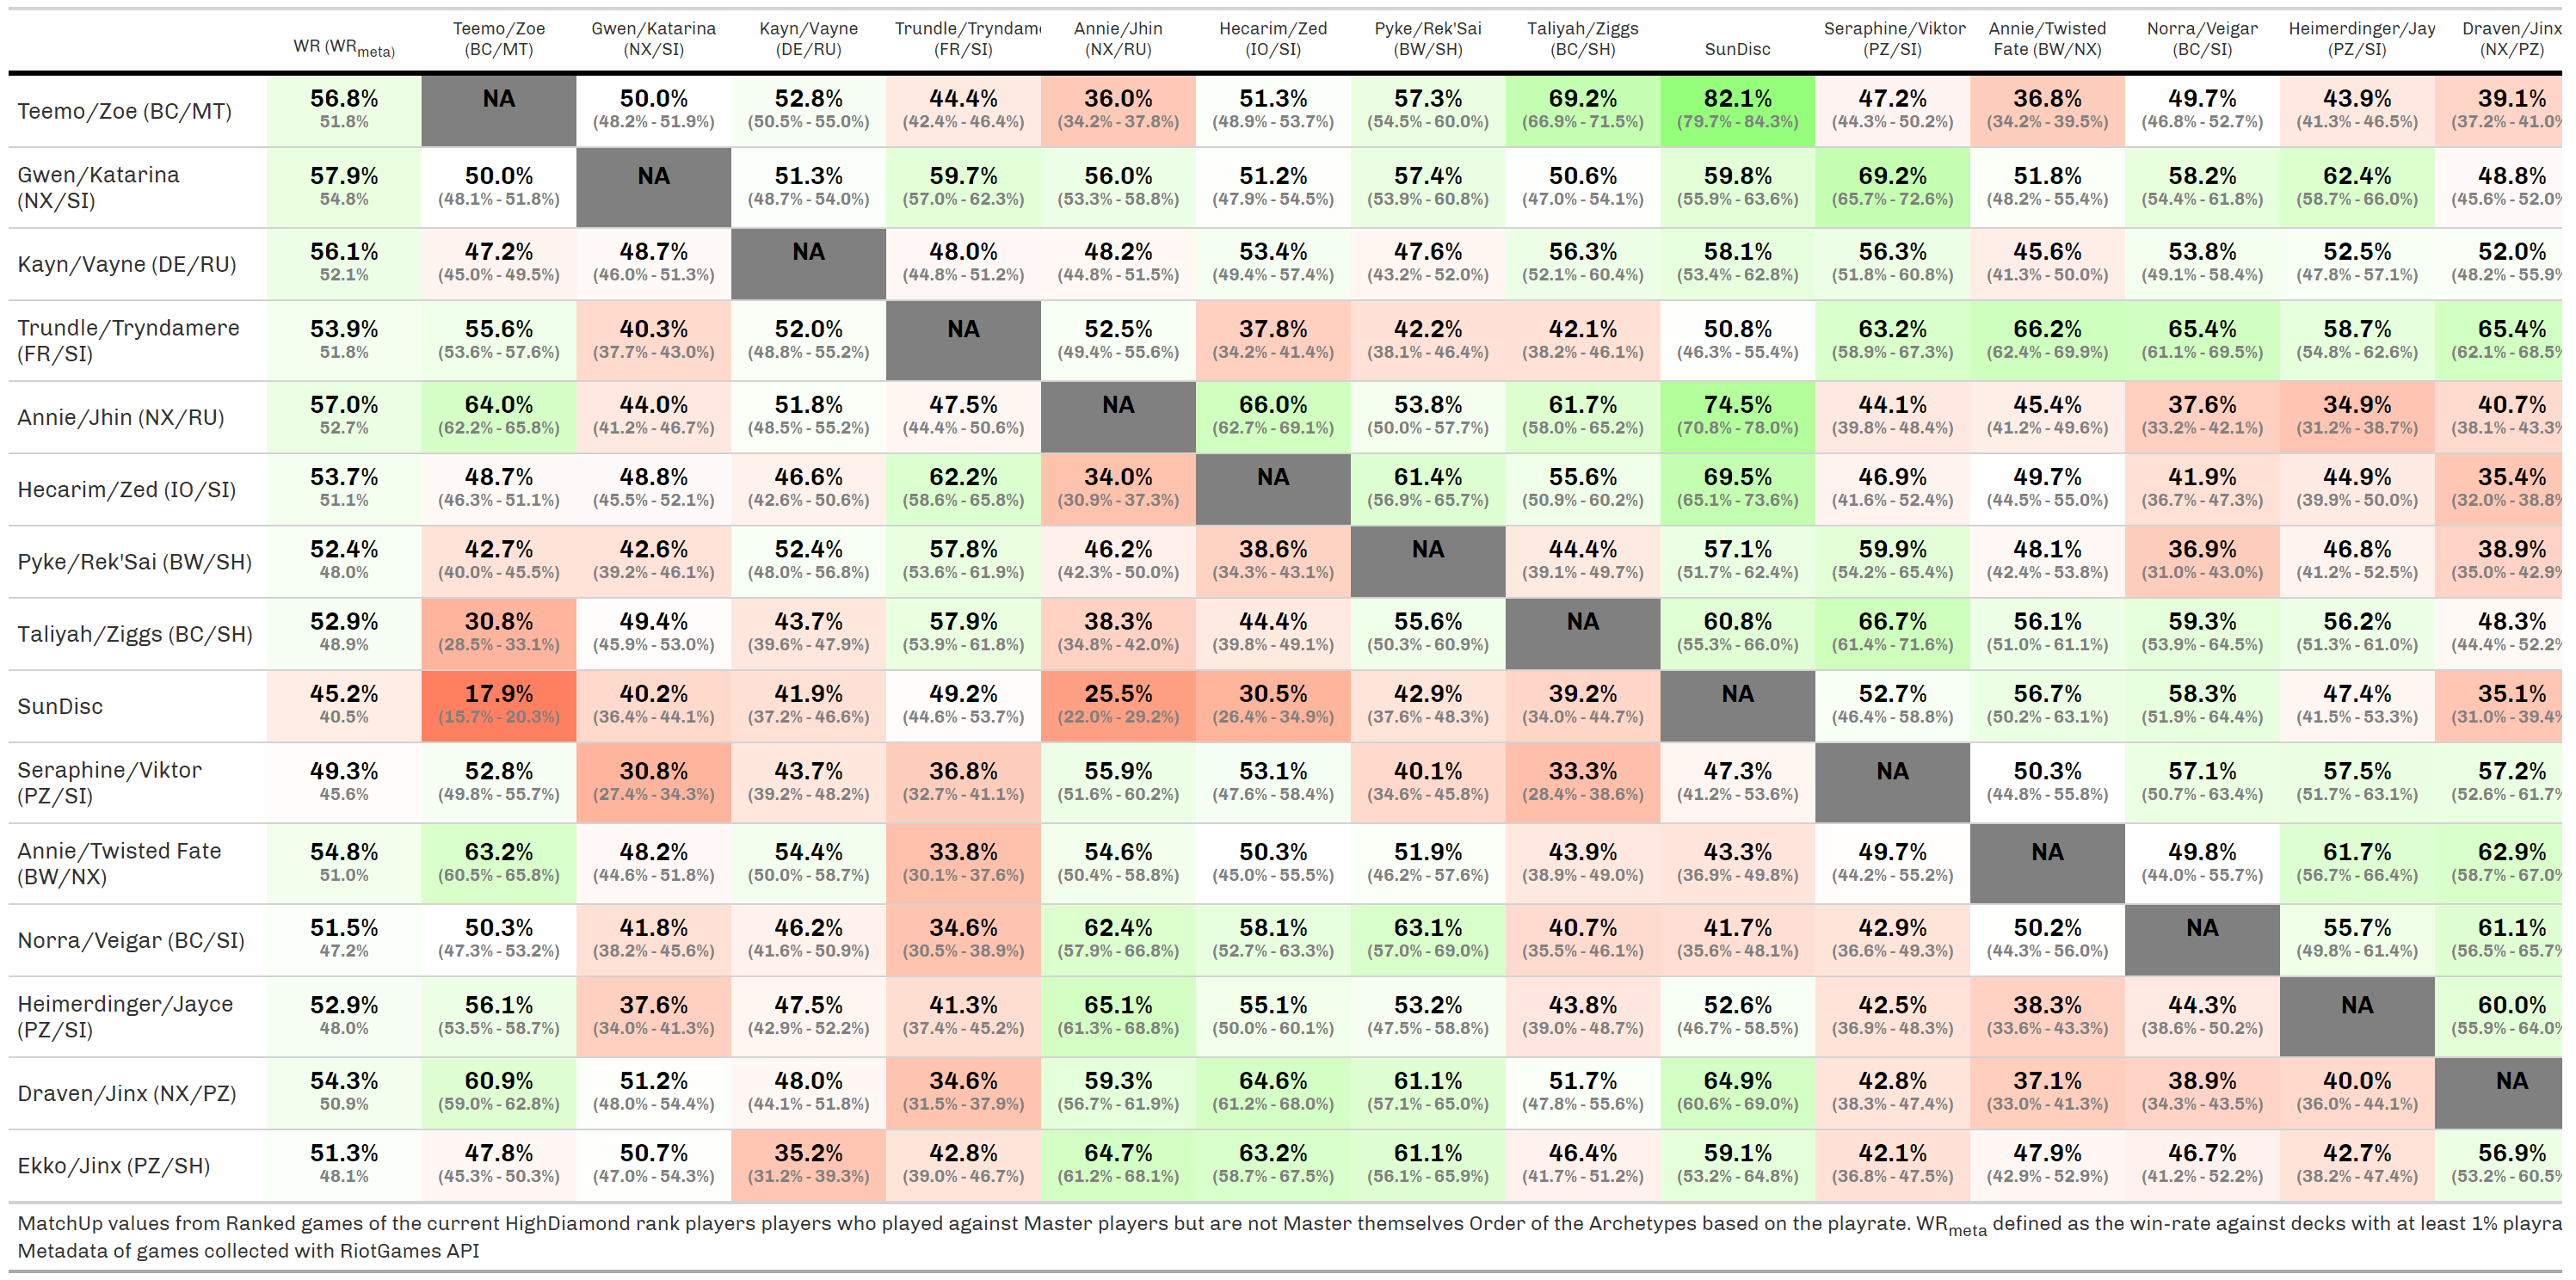 WR (WRmeta) Teemo/Zoe (BC/MT) Gwen/Katarina (NX/SI) Kayn/Vayne (DE/RU) Trundle/Tryndam (FR/SI) Annie/Jhin (NX/RU) Hecarim/Zed (IO/SI) Pyke/Rek'Sai (BW/SH) Taliyah/Ziggs (BC/SH) SunDisc Seraphine/Viktor (PZ/SI) Annie/Twisted Fate (BW/NX) Norra/Veigar (BC/SI) Heimerdinger/Jay (PZ/SI) Draven/Jinx (NX/PZ)
Teemo/Zoe (BC/MT) 56.8% NA 50.0% 52.8% 44.4% 36.0% 51.3% 57.3% 69.2% 82.1% 47.2% 36.8% 49.7% 43.9% 39.1%
51.8% (48.2% - 51.9%) (50.5% - 55.0%) (42.4% - 46.4%) (34.2% - 37.8%) (48.9% - 53.7%) (54.5% - 60.0%) (66.9% - 71.5%) (79.7% - 84.3%) (44.3% - 50.2%) (34.2% - 39.5%) (46.8% - 52.7%) (41.3% - 46.5%) (37.2% - 41.0%
Gwen/Katarina (NX/SI) 57.9% 50.0% NA 51.3% 59.7% 56.0% 51.2% 57.4% 50.6% 59.8% 69.2% 51.8% 58.2% 62.4% 48.8%
54.8% (48.1% - 51.8%) (48.7% - 54.0%) (57.0% - 62.3%) (53.3% - 58.8%) (47.9% - 54.5%) (53.9% - 60.8%) (47.0% - 54.1%) (55.9% - 63.6%) (65.7% - 72.6%) (48.2% - 55.4%) (54.4% - 61.8%) (58.7% - 66.0%) (45.6% - 52.0%
Kayn/Vayne (DE/RU) 56.1% 47.2% 48.7% NA 48.0% 48.2% 53.4% 47.6% 56.3% 58.1% 56.3% 45.6% 53.8% 52.5% 52.0%
52.1% (45.0% - 49.5%) (46.0% - 51.3%) (44.8% - 51.2%) (44.8% - 51.5%) (49.4% - 57.4%) (43.2% - 52.0%) (52.1% - 60.4%) (53.4% - 62.8%) (51.8% - 60.8%) (41.3% - 50.0%) (49.1% - 58.4%) (47.8% - 57.1%) (48.2% - 55.9%
Trundle/Tryndamere (FR/SI) 53.9% 55.6% 40.3% 52.0% NA 52.5% 37.8% 42.2% 42.1% 50.8% 63.2% 66.2% 65.4% 58.7% 65.4%
51.8% (53.6% - 57.6%) (37.7% - 43.0%) (48.8% - 55.2%) (49.4% - 55.6%) (34.2% - 41.4%) (38.1% - 46.4%) (38.2% - 46.1%) (46.3% - 55.4%) (58.9% - 67.3%) (62.4% - 69.9%) (61.1% - 69.5%) (54.8% - 62.6%) (62.1% - 68.5%
Annie/Jhin (NX/RU) 57.0% 64.0% 44.0% 51.8% 47.5% NA 66.0% 53.8% 61.7% 74.5% 44.1% 45.4% 37.6% 34.9% 40.7%
52.7% (62.2% - 65.8%) (41.2% - 46.7%) (48.5% - 55.2%) (44.4% - 50.6%) (62.7% - 69.1%) (50.0% - 57.7%) (58.0% - 65.2%) (70.8% - 78.0%) (39.8% - 48.4%) (41.2% - 49.6%) (33.2% - 42.1%) (31.2% - 38.7%) (38.1% - 43.3%
Hecarim/Zed (IO/SI) 53.7% 48.7% 48.8% 46.6% 62.2% 34.0% NA 61.4% 55.6% 69.5% 46.9% 49.7% 41.9% 44.9% 35.4%
51.1% (46.3% - 51.1%) (45.5% - 52.1%) (42.6% - 50.6%) (58.6% - 65.8%) (30.9% - 37.3%) (56.9% - 65.7%) (50.9% - 60.2%) (65.1% - 73.6%) (41.6% - 52.4%) (44.5% - 55.0%) (36.7% - 47.3%) (39.9% - 50.0%) (32.0% - 38.8%
Pyke/Rek'Sai (BW/SH) 52.4% 42.7% 42.6% 52.4% 57.8% 46.2% 38.6% NA 44.4% 57.1% 59.9% 48.1% 36.9% 46.8% 38.9%
48.0% (40.0% - 45.5%) (39.2% - 46.1%) (48.0% - 56.8%) (53.6% - 61.9%) (42.3% - 50.0%) (34.3% - 43.1%) (39.1% - 49.7%) (51.7% - 62.4%) (54.2% - 65.4%) (42.4% - 53.8%) (31.0% - 43.0%) (41.2% - 52.5%) (35.0% - 42.9%
Taliyah/Ziggs (BC/SH) 52.9% 30.8% 49.4% 43.7% 57.9% 38.3% 44.4% 55.6% NA 60.8% 66.7% 56.1% 59.3% 56.2% 48.3%
48.9% (28.5% - 33.1%) (45.9% - 53.0%) (39.6% - 47.9%) (53.9% - 61.8%) (34.8% - 42.0%) (39.8% - 49.1%) (50.3% - 60.9%) (55.3% - 66.0%) (61.4% - 71.6%) (51.0% - 61.1%) (53.9% - 64.5%) (51.3% - 61.0%) (44.4% - 52.2%
SunDisc 45.2% 17.9% 40.2% 41.9% 49.2% 25.5% 30.5% 42.9% 39.2% NA 52.7% 56.7% 58.3% 47.4% 35.1%
40.5% (15.7% - 20.3%) (36.4% - 44.1%) (37.2% - 46.6%) (44.6% - 53.7%) (22.0% - 29.2%) (26.4% - 34.9%) (37.6% - 48.3%) (34.0% - 44.7%) (46.4% - 58.8%) (50.2% - 63.1%) (51.9% - 64.4%) (41.5% - 53.3%) (31.0% - 39.4%
Seraphine/Viktor (PZ/SI) 49.3% 52.8% 30.8% 43.7% 36.8% 55.9% 53.1% 40.1% 33.3% 47.3% NA 50.3% 57.1% 57.5% 57.2%
45.6% (49.8% - 55.7%) (27.4% - 34.3%) (39.2% - 48.2%) (32.7% - 41.1%) (51.6% - 60.2%) (47.6% - 58.4%) (34.6% - 45.8%) (28.4% - 38.6%) (41.2% - 53.6%) (44.8% - 55.8%) (50.7% - 63.4%) (51.7% - 63.1%) (52.6% - 61.7%
Annie/Twisted Fate (BW/NX) 54.8% 63.2% 48.2% 54.4% 33.8% 54.6% 50.3% 51.9% 43.9% 43.3% 49.7% NA 49.8% 61.7% 62.9%
51.0% (60.5% - 65.8%) (44.6% - 51.8%) (50.0% - 58.7%) (30.1% - 37.6%) (50.4% - 58.8%) (45.0% - 55.5%) (46.2% - 57.6%) (38.9% - 49.0%) (36.9% - 49.8%) (44.2% - 55.2%) (44.0% - 55.7%) (56.7% - 66.4%) (58.7% - 67.0%
Norra/Veigar (BC/SI) 51.5% 50.3% 41.8% 46.2% 34.6% 62.4% 58.1% 63.1% 40.7% 41.7% 42.9% 50.2% NA 55.7% 61.1%
47.2% (47.3% - 53.2%) (38.2% - 45.6%) (41.6% - 50.9%) (30.5% - 38.9%) (57.9% - 66.8%) (52.7% - 63.3%) (57.0% - 69.0%) (35.5% - 46.1%) (35.6% - 48.1%) (36.6% - 49.3%) (44.3% - 56.0%) (49.8% - 61.4%) (56.5% - 65.7%
Heimerdinger/Jayce (PZ/SI) 52.9% 56.1% 37.6% 47.5% 41.3% 65.1% 55.1% 53.2% 43.8% 52.6% 42.5% 38.3% 44.3% NA 60.0%
48.0% (53.5% - 58.7%) (34.0% - 41.3%) (42.9% - 52.2%) (37.4% - 45.2%) (61.3% - 68.8%) (50.0% - 60.1%) (47.5% - 58.8%) (39.0% - 48.7%) (46.7% - 58.5%) (36.9% - 48.3%) (33.6% - 43.3%) (38.6% - 50.2%) (55.9% - 64.0%
Draven/Jinx (NX/PZ) 54.3% 60.9% 51.2% 48.0% 34.6% 59.3% 64.6% 61.1% 51.7% 64.9% 42.8% 37.1% 38.9% 40.0% NA
50.9% (59.0% - 62.8%) (48.0% - 54.4%) (44.1% - 51.8%) (31.5% - 37.9%) (56.7% - 61.9%) (61.2% - 68.0%) (57.1% - 65.0%) (47.8% - 55.6%) (60.6% - 69.0%) (38.3% - 47.4%) (33.0% - 41.3%) (34.3% - 43.5%) (36.0% - 44.1%)
Ekko/Jinx (PZ/SH) 51.3% 47.8% 50.7% 35.2% 42.8% 64.7% 63.2% 61.1% 46.4% 59.1% 42.1% 47.9% 46.7% 42.7% 56.9%
48.1% (45.3% - 50.3%) (47.0% - 54.3%) (31.2% - 39.3%) (39.0% - 46.7%) (61.2% - 68.1%) (58.7% - 67.5%) (56.1% - 65.9%) (41.7% - 51.2%) (53.2% - 64.8%) (36.8% - 47.5%) (42.9% - 52.9%) (41.2% - 52.2%) (38.2% - 47.4%) (53.2% - 60.5%
MatchUp values from Ranked games of the current HighDiamond rank players players who played against Master players but are not Master themselves Order of the Archetypes based on the playrate. WRmeta defined as the win-rate against decks with at least 1% playra
Metadata of games collected with RiotGames API